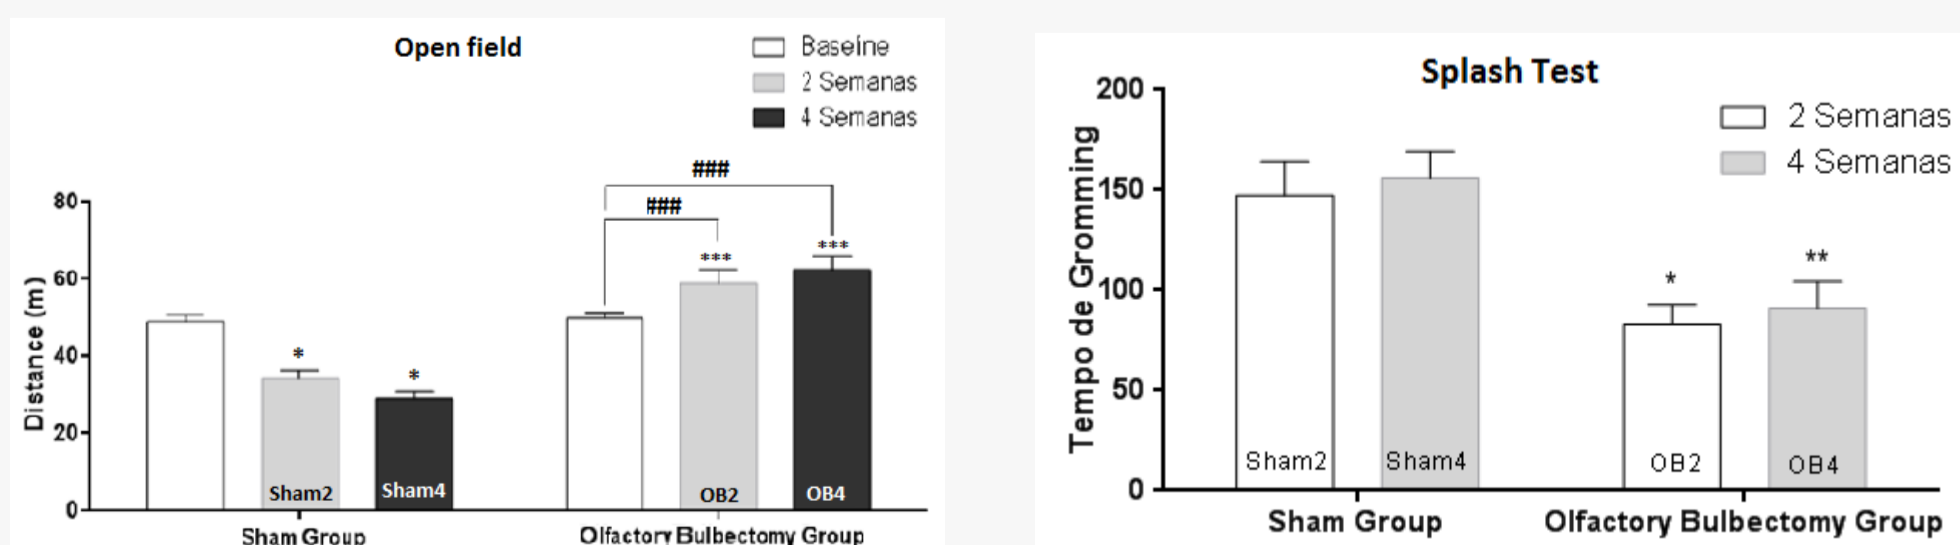 Open field
Baseline
2 Semanas
4 Semanas
###
###
80
60
40
20
0
Distance (m)
***
***
*
*
Sham2
Sham4
OB2
OB4
Sham Group
Olfactory Bulbectomy Group
Splash Test
2 Semanas
4 Semanas
200
150
100
50
0
Tempo de Gromming
*
**
Sham2
Sham4
OB2
OB4
Sham Group
Olfactory Bulbectomy Group